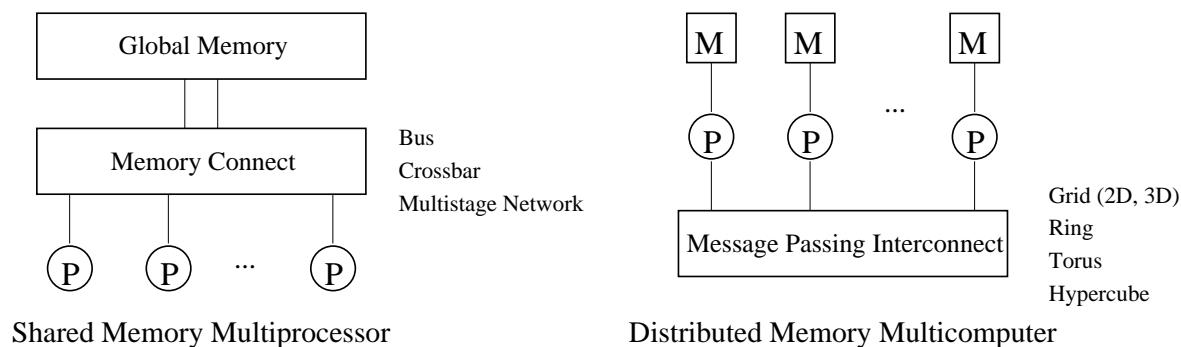 Global Memory
Memory Connect
Bus
Crossbar
Multistage Network
P P ... P
Shared Memory Multiprocessor
M M M
...
P P P
Message Passing Interconnect
Grid (2D, 3D)
Ring
Torus
Hypercube
Distributed Memory Multicomputer